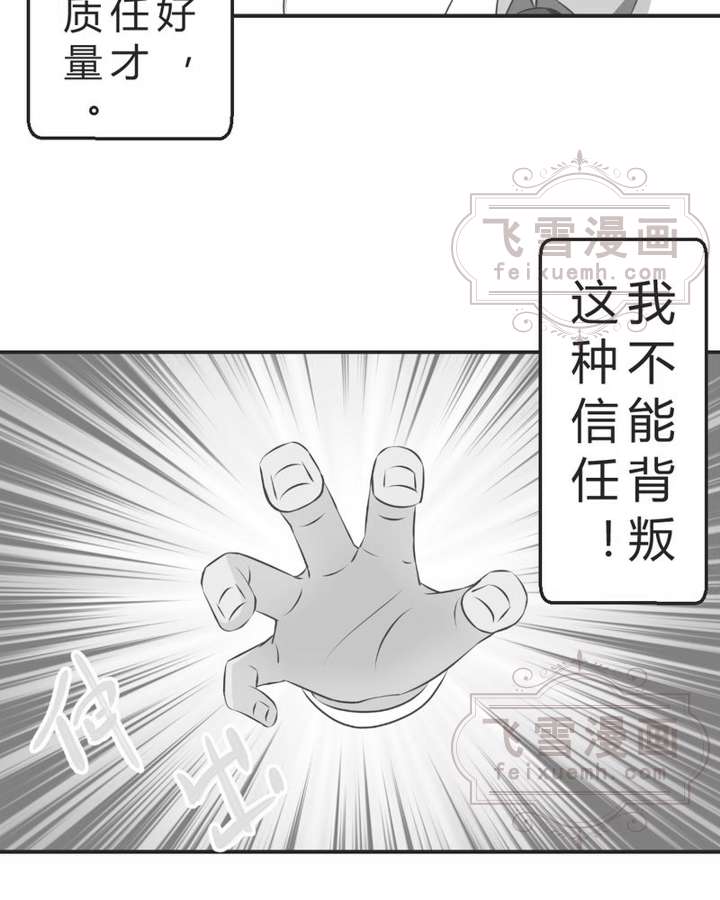 好，
任才
质量。
飞雪漫画
feixuemh.com
我不能背叛
这种信任！
伸出
飞雪漫画
feixuemh.com